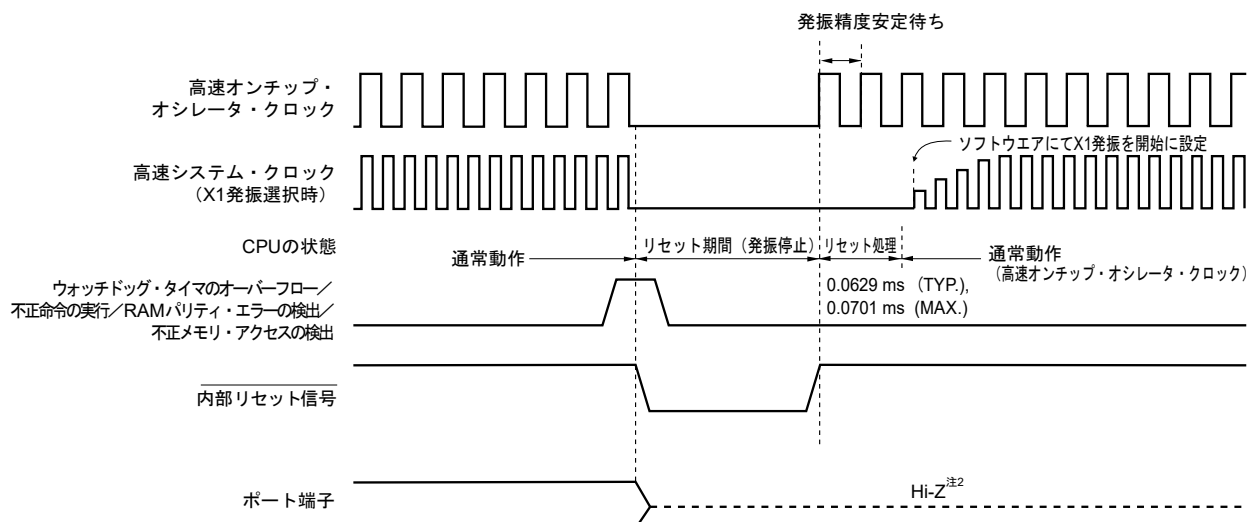 発振精度安定待ち
高速オンチップ・
オシレータ・クロック
ソフトウエアにてX1発振を開始に設定
高速システム・クロック
（X1発振選択時）
CPUの状態
通常動作
リセット期間（発振停止）
リセット処理
通常動作
（高速オンチップ・オシレータ・クロック）
ウォッチドッグ・タイマのオーバーフロー／
不正命令の実行／RAMパリティ・エラーの検出／
不正メモリ・アクセスの検出
0.0629 ms （TYP.）,
0.0701 ms （MAX.）
内部リセット信号
ポート端子
Hi-Z注2